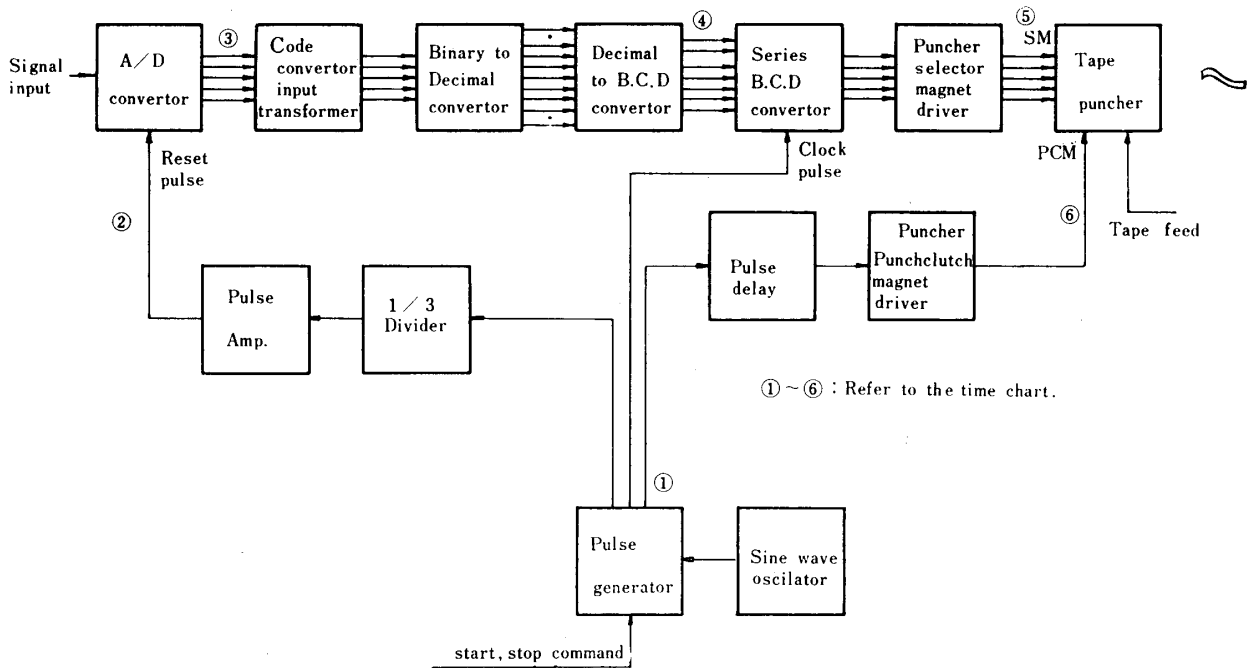 Signal
input
A/D
convertor
③
Code
convertor
input
transformer
Binary to
Decimal
convertor
Decimal
to B.C.D
convertor
④
Series
B.C.D
convertor
Puncher
selector
magnet
driver
⑤
SM
Tape
puncher
Reset
pulse
②
Clock
pulse
PCM
⑥
Tape feed
Pulse
Amp.
1/3
Divider
Pulse
delay
Puncher
Punchclutch
magnet
driver
①~⑥ : Refer to the time chart.
①
Pulse
generator
Sine wave
oscilator
start, stop command